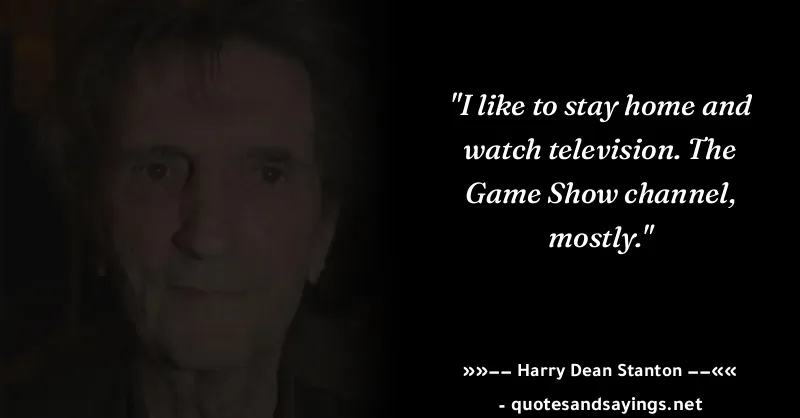 "I like to stay home and
watch television. The
Game Show channel,
mostly."
»»–– Harry Dean Stanton ––««
- quotesandsayings.net